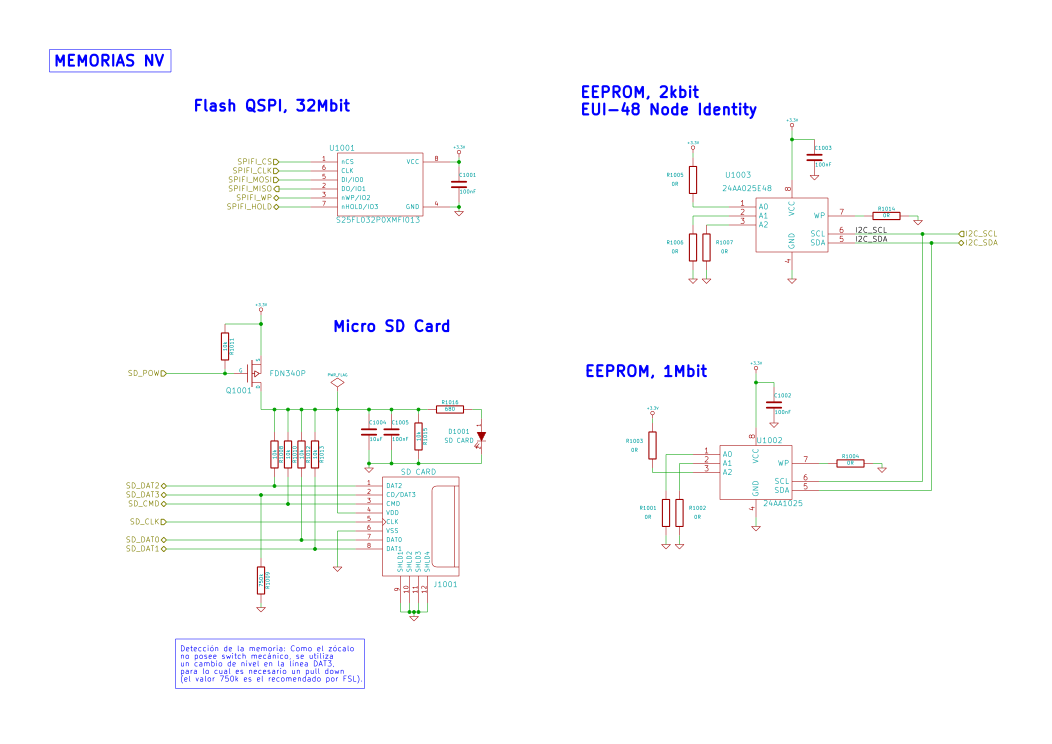 MEMORIAS NV
Flash QSPI, 32Mbit
EEPROM, 2kbit
EUI-48 Node Identity
SPIFI_CS
SPIFI_CLK
SPIFI_MOSI
SPIFI_MISO
SPIFI_WP
SPIFI_HOLD
U1001
1 nCS
6 CLK
5 DI/IO0
2 DO/IO1
3 nWP/IO2
7 nHOLD/IO3
VCC 8
GND 4
S25FL032P0XMFI013
+3.3V
C1001
100nF
+3.3V
R1005
0R
R1006
0R
R1007
0R
U1003
24AA025E48
1 A0
2 A1
3 A2
8 VCC
GND 4
WP 7
SCL 6
SDA 5
+3.3V
C1003
100nF
R1014
0R
I2C_SCL
I2C_SDA
I2C_SCL
I2C_SDA
Micro SD Card
+3.3V
R1011
10k
SD_POW
G
S
D
Q1001
FDN340P
PWR_FLAG
R1008
10k
R1010
10k
R1012
10k
R1013
10k
C1004
10uF
C1005
100nF
R1015
10k
R1016
680
D1001
SD CARD
1
2
SD_DAT2
SD_DAT3
SD_CMD
SD_CLK
SD_DAT0
SD_DAT1
SD CARD
1 DAT2
2 CD/DAT3
3 CMD
4 VDD
5 CLK
6 VSS
7 DAT0
8 DAT1
SHLD1 9
SHLD2 10
SHLD3 11
SHLD4 12
J1001
R1009
750k
EEPROM, 1Mbit
+3.3V
R1003
0R
R1001
0R
R1002
0R
+3.3V
C1002
100nF
U1002
24AA1025
1 A0
2 A1
3 A2
8 VCC
GND 4
WP 7
SCL 6
SDA 5
R1004
0R
Detección de la memoria: Como el zócalo
no posee switch mecánico, se utiliza
un cambio de nivel en la línea DAT3,
para lo cual es necesario un pull down
(el valor 750k es el recomendado por FSL).